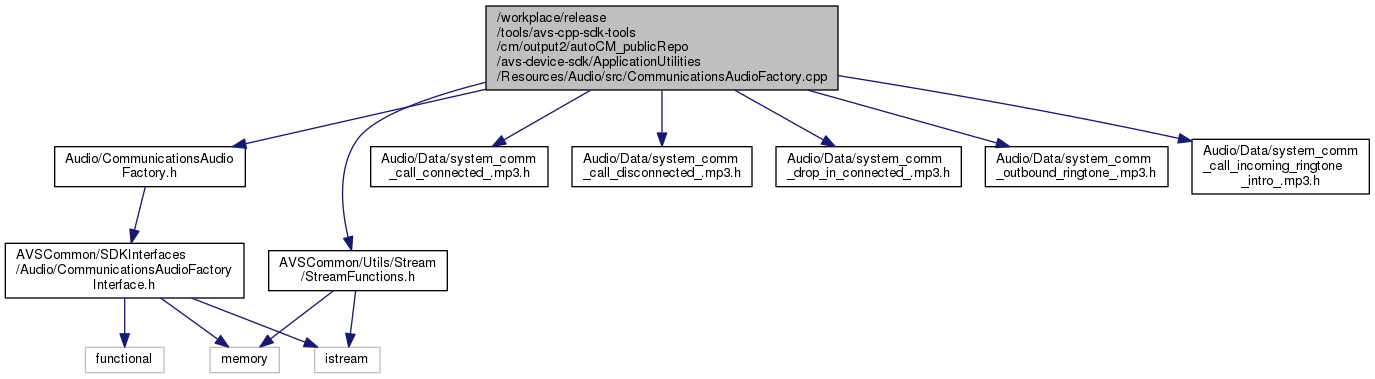 /workplace/release
/tools/avs-cpp-sdk-tools
/cm/output2/autoCM_publicRepo
/avs-device-sdk/ApplicationUtilities
/Resources/Audio/src/CommunicationsAudioFactory.cpp
Audio/CommunicationsAudio
Factory.h
Audio/Data/system_comm
_call_connected_.mp3.h
Audio/Data/system_comm
_call_disconnected_.mp3.h
Audio/Data/system_comm
_drop_in_connected_.mp3.h
Audio/Data/system_comm
_outbound_ringtone_.mp3.h
Audio/Data/system_comm
_call_incoming_ringtone
_intro_.mp3.h
AVSCommon/SDKInterfaces
/Audio/CommunicationsAudioFactory
Interface.h
AVSCommon/Utils/Stream
/StreamFunctions.h
functional
memory
istream